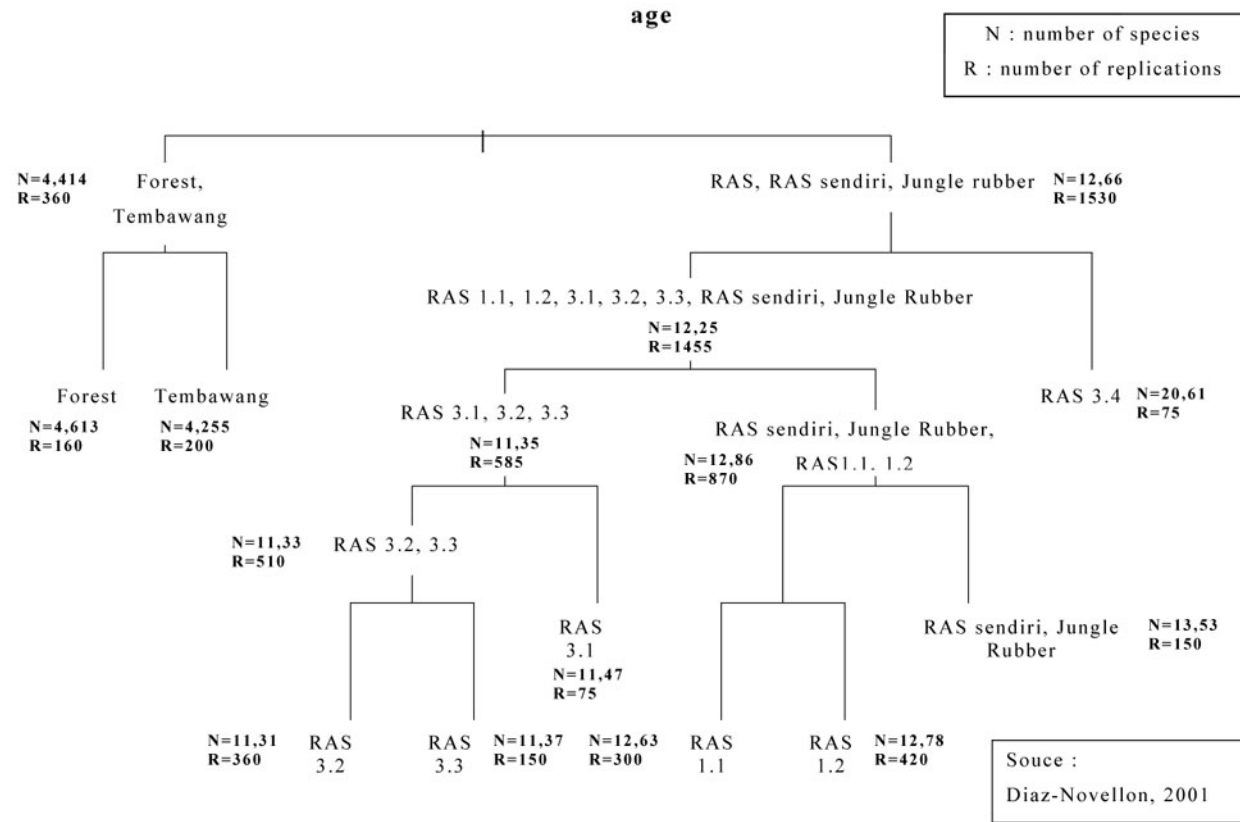 age
N : number of species
R : number of replications
N=4,414
R=360
Forest,
Tembawang
RAS, RAS sendiri, Jungle rubber
N=12,66
R=1530
RAS 1.1, 1.2, 3.1, 3.2, 3.3, RAS sendiri, Jungle Rubber
N=12,25
R=1455
Forest
N=4,613
R=160
Tembawang
N=4,255
R=200
RAS 3.1, 3.2, 3.3
N=11,35
R=585
RAS sendiri, Jungle Rubber,
RAS1.1. 1.2
N=12,86
R=870
RAS 3.4
N=20,61
R=75
N=11,33
R=510
RAS 3.2, 3.3
RAS
3.1
N=11,47
R=75
RAS sendiri, Jungle
Rubber
N=13,53
R=150
N=11,31
R=360
RAS
3.2
RAS
3.3
N=11,37
R=150
N=12,63
R=300
RAS
1.1
RAS
1.2
N=12,78
R=420
Souce :
Diaz-Novellon, 2001